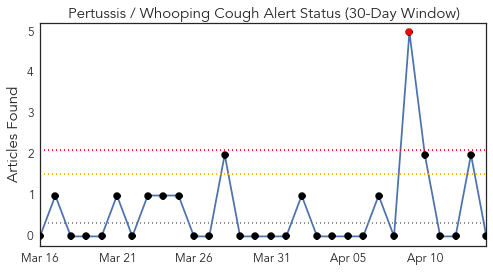 Pertussis / Whooping Cough Alert Status (30-Day Window)
Articles Found
5
4
3
2
1
0
Mar 16 Mar 21 Mar 26 Mar 31 Apr 05 Apr 10